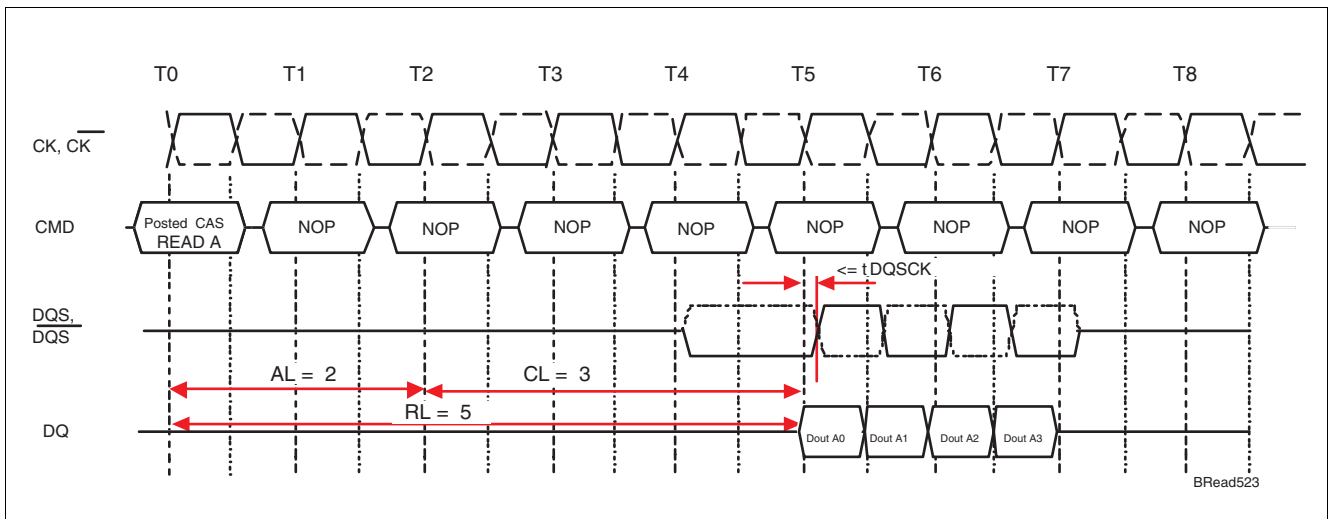 T0 T1 T2 T3 T4 T5 T6 T7 T8
CK, CK
CMD
Posted CAS
READ A
NOP NOP NOP NOP NOP NOP NOP NOP
<= tDQSCK
DQS,
DQS
AL = 2
CL = 3
RL = 5
DQ
Dout A0 Dout A1 Dout A2 Dout A3
BRead523